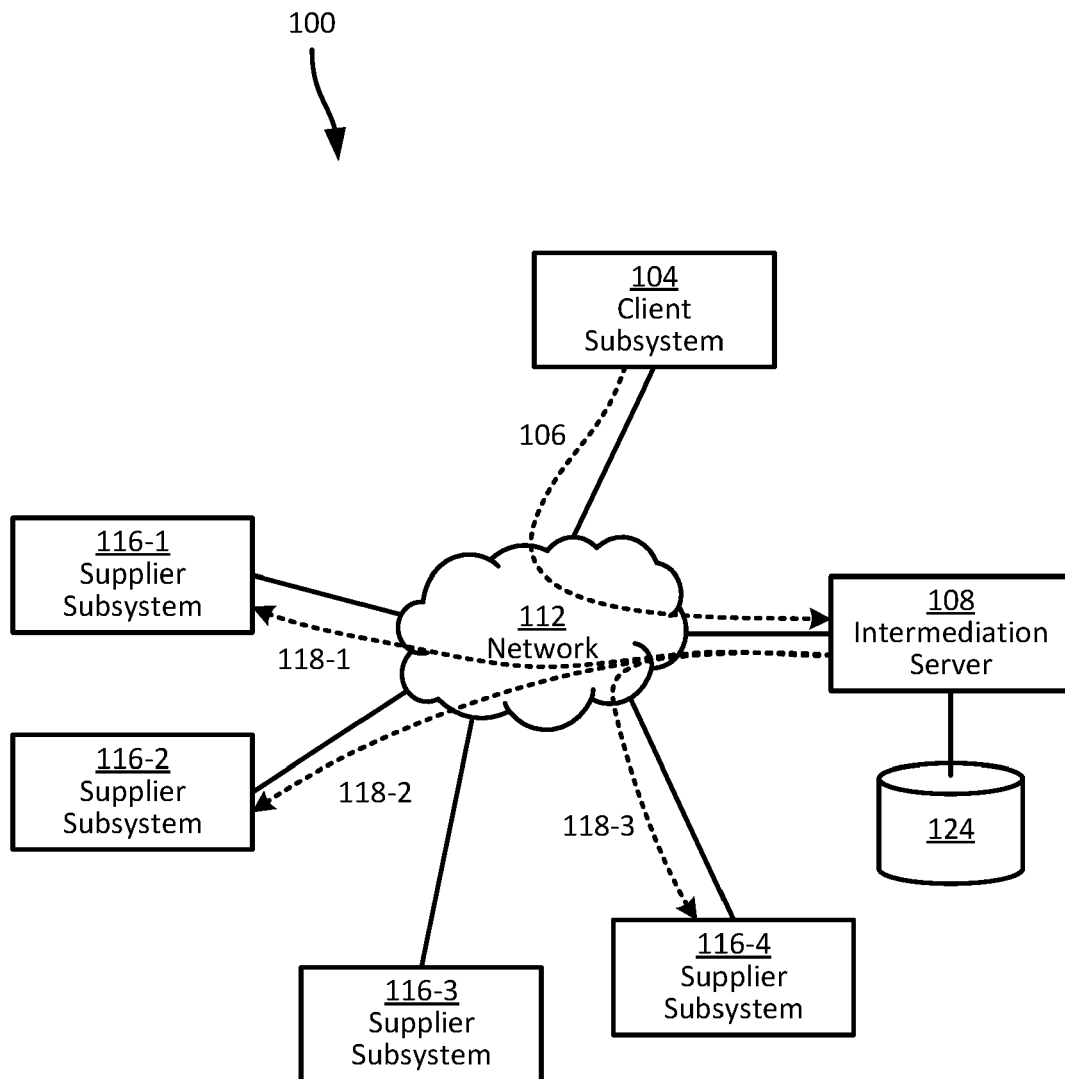 100
104
Client
Subsystem
106
116-1
Supplier
Subsystem
108
Intermediation
Server
112
Network
118-1
116-2
Supplier
Subsystem
118-2
118-3
124
116-4
Supplier
Subsystem
116-3
Supplier
Subsystem